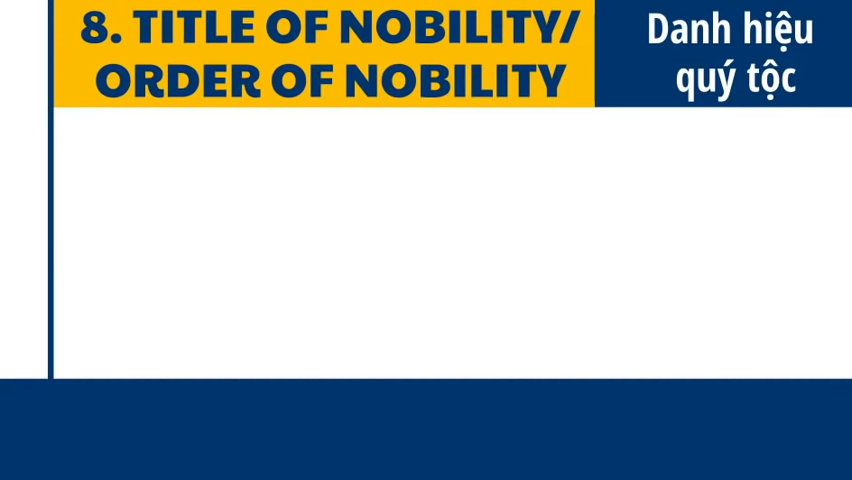 8. TITLE OF NOBILITY/
ORDER OF NOBILITY
Danh hiệu
quý tộc